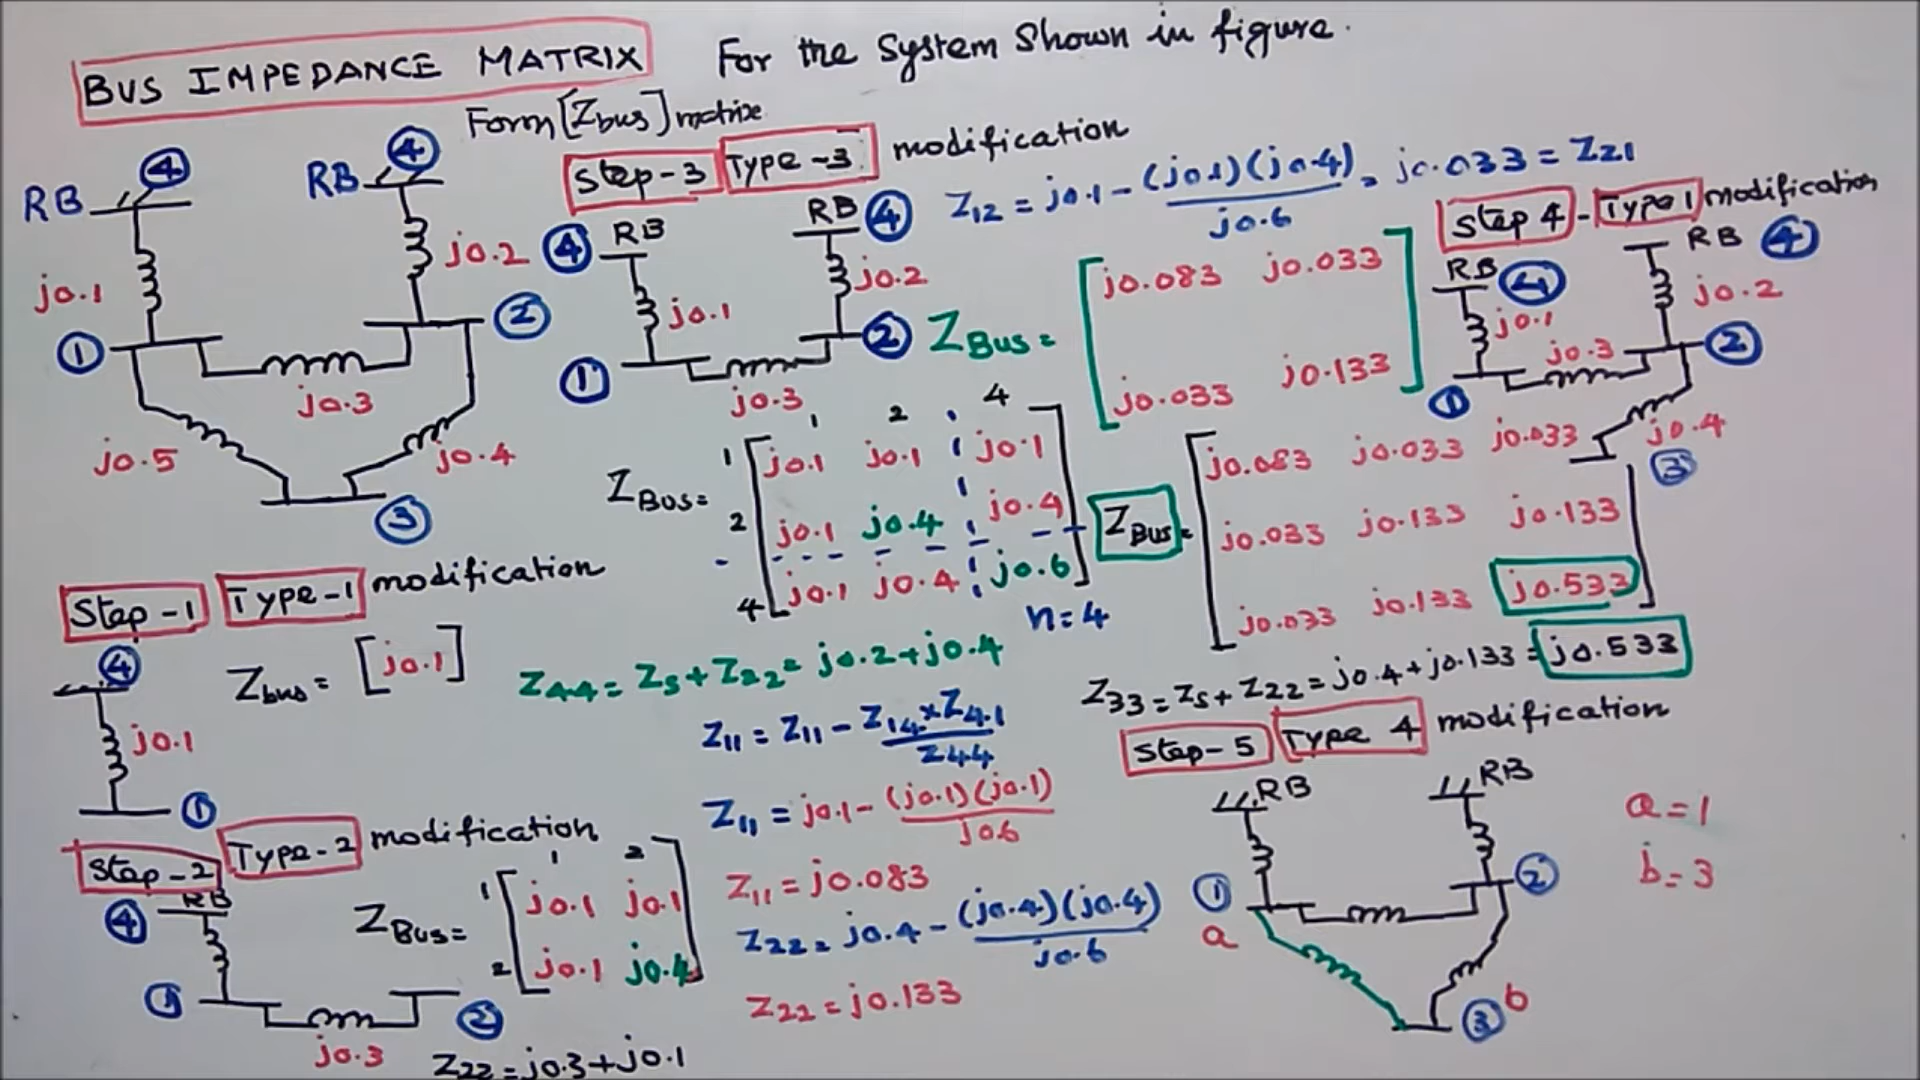 BUS IMPEDANCE MATRIX For the System Shown in figure.
Form [Zbus] matrix
RB 4
RB 4
j0.1
j0.2
1
2
j0.3
j0.5
j0.4
3
Step-1 Type-1 modification
4
Zbus = [j0.1]
j0.1
1
Step-2 Type-2 modification
4 RB
1
2
j0.3
1 2
ZBus= 1 j0.1 j0.1
2 j0.1 j0.4
Z22 = j0.3+j0.1
Step-3 Type-3 modification
4 RB
RB 4
j0.1
j0.2
1
2
j0.3
Z12 = j0.1 - (j0.1)(j0.4) = j0.033 = Z21
j0.6
ZBus = j0.083 j0.033
j0.033 j0.133
1 2 4
1 j0.1 j0.1 j0.1
ZBus=
2 j0.1 j0.4 j0.4
4 j0.1 j0.4 j0.6
n=4
Z44 = Zs+Z22 = j0.2+j0.4
Z11 = Z11 - Z14×Z41
Z44
Z11 = j0.1 - (j0.1)(j0.1)
j0.6
Z11 = j0.083
Z22 = j0.4 - (j0.4)(j0.4)
j0.6
Z22 = j0.133
Step 4 - Type 1 modification
RB 4
RB 4
j0.1
j0.2
j0.3
1
2
j0.4
3
ZBus = j0.083 j0.033 j0.033
j0.033 j0.133 j0.133
j0.033 j0.133 j0.533
Z33 = Zs + Z22 = j0.4+j0.133 = j0.533
Step-5 Type 4 modification
RB
RB
a=1
b=3
1
2
a
3 b